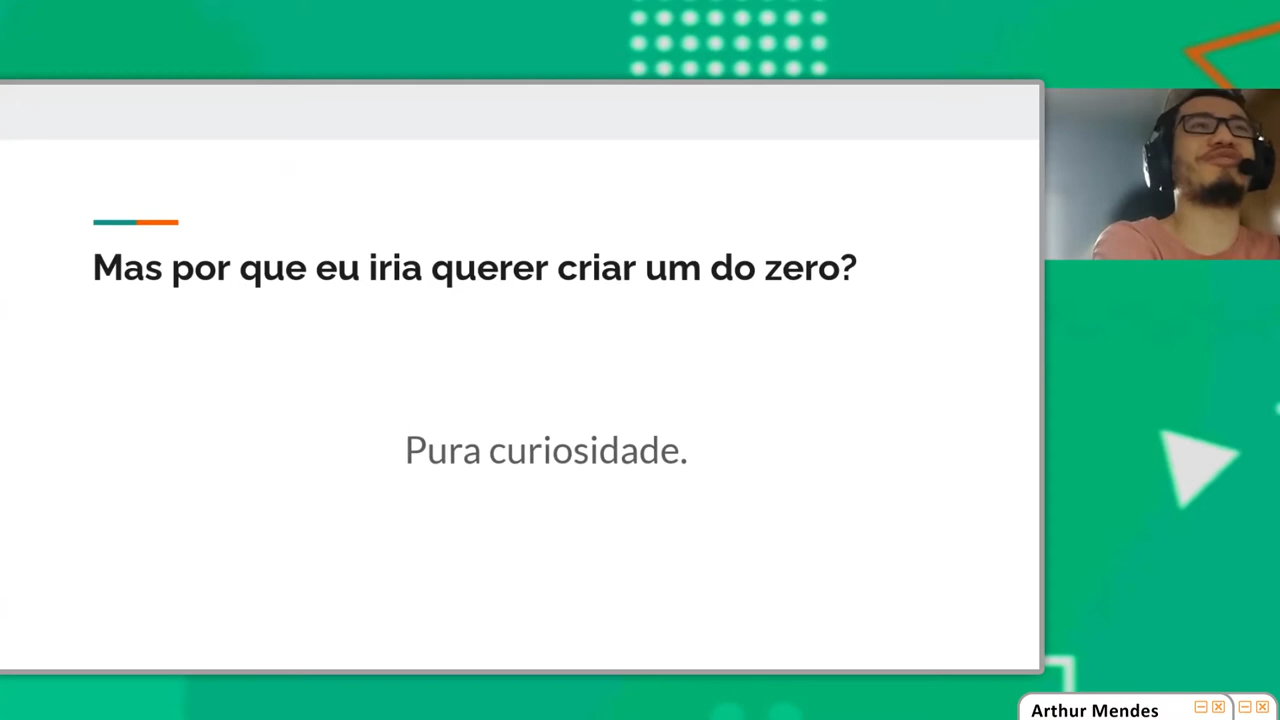 Mas por que eu iria querer criar um do zero?
Pura curiosidade.
Arthur Mendes